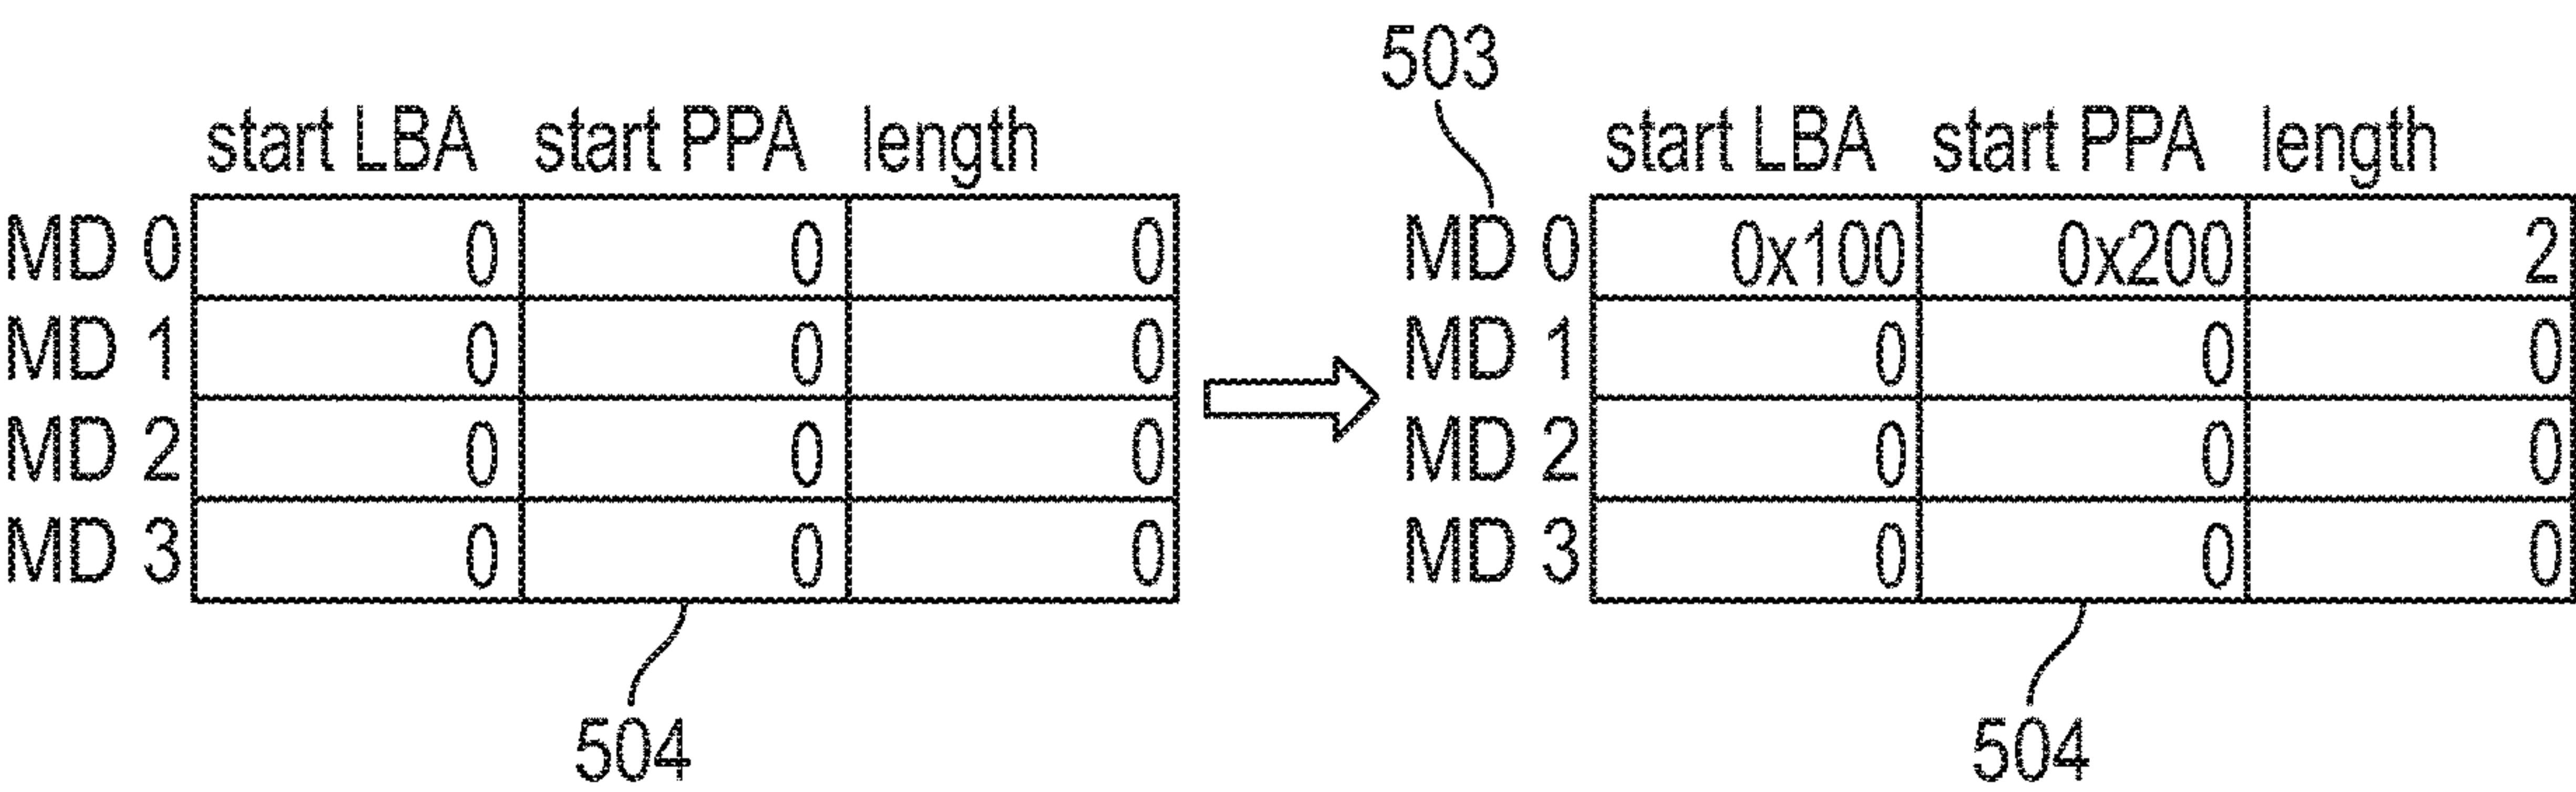 503
start LBA start PPA length start LBA start PPA length
MD 0 0 0 0 MD 0 0x100 0x200 2
MD 1 0 0 0 MD 1 0 0 0
MD 2 0 0 0 MD 2 0 0 0
MD 3 0 0 0 MD 3 0 0 0
504 504